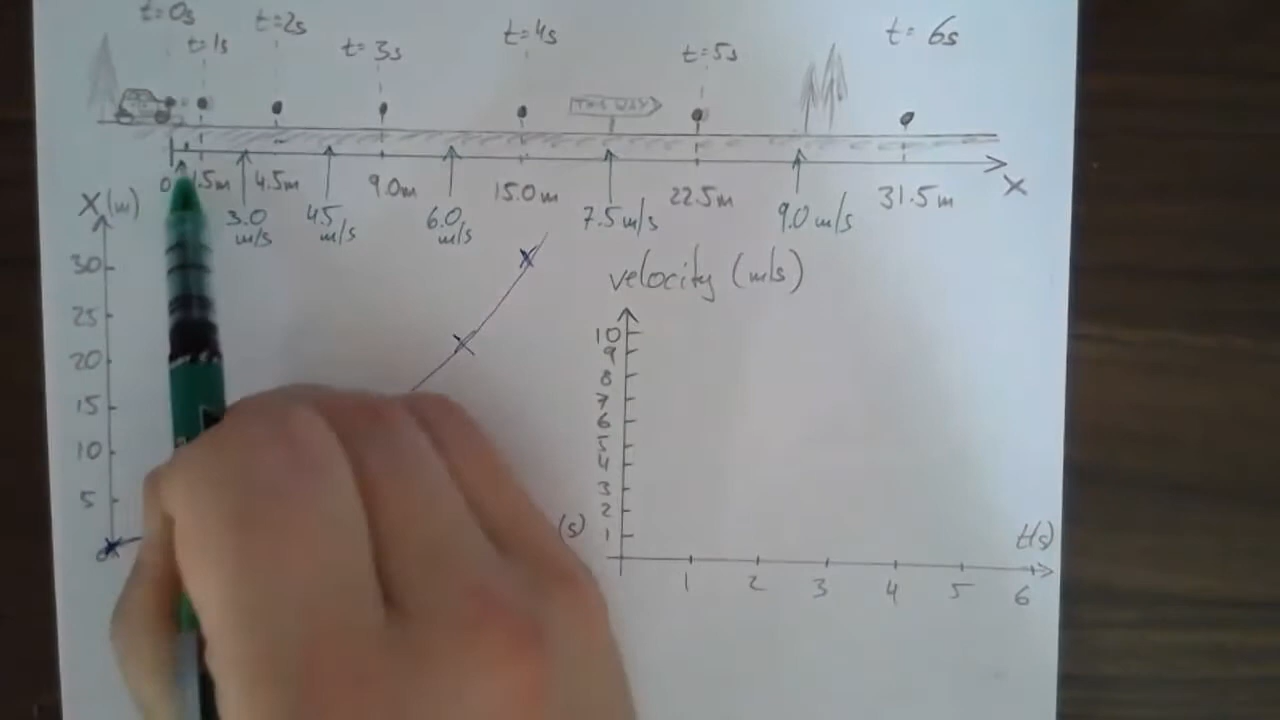 t=0s
t=1s
t=2s
t=3s
t=4s
t=5s
t=6s
THIS WAY
0 1.5m 4.5m 9.0m 15.0m 22.5m 31.5m X
3.0 m/s 4.5 m/s 6.0 m/s 7.5 m/s 9.0 m/s
X(m)
30
25
20
15
10
5
0
(s)
velocity (m/s)
10
9
8
7
6
5
4
3
2
1
t(s)
1 2 3 4 5 6